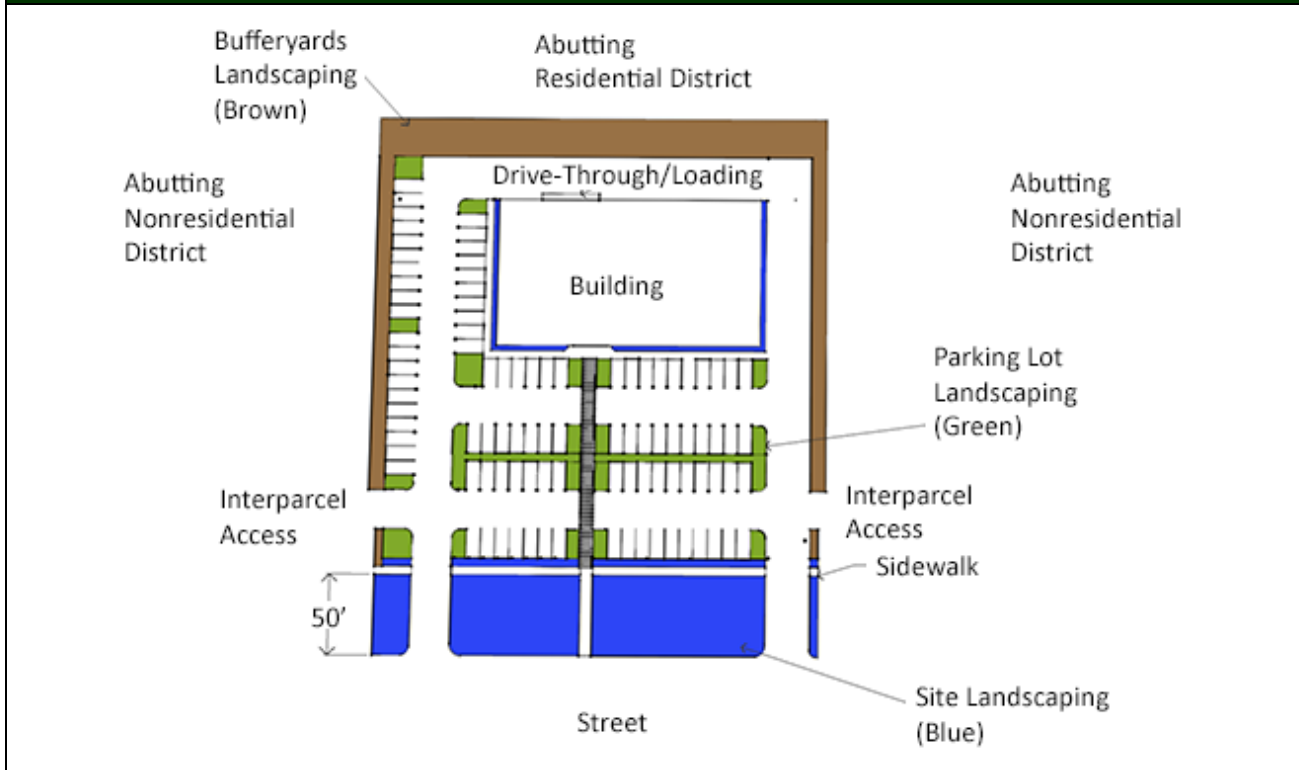 Bufferyards
Landscaping
(Brown)
Abutting
Residential District
Abutting
Nonresidential
District
Drive-Through/Loading
Abutting
Nonresidential
District
Building
Parking Lot
Landscaping
(Green)
Interparcel
Access
Interparcel
Access
Sidewalk
50’
Site Landscaping
(Blue)
Street